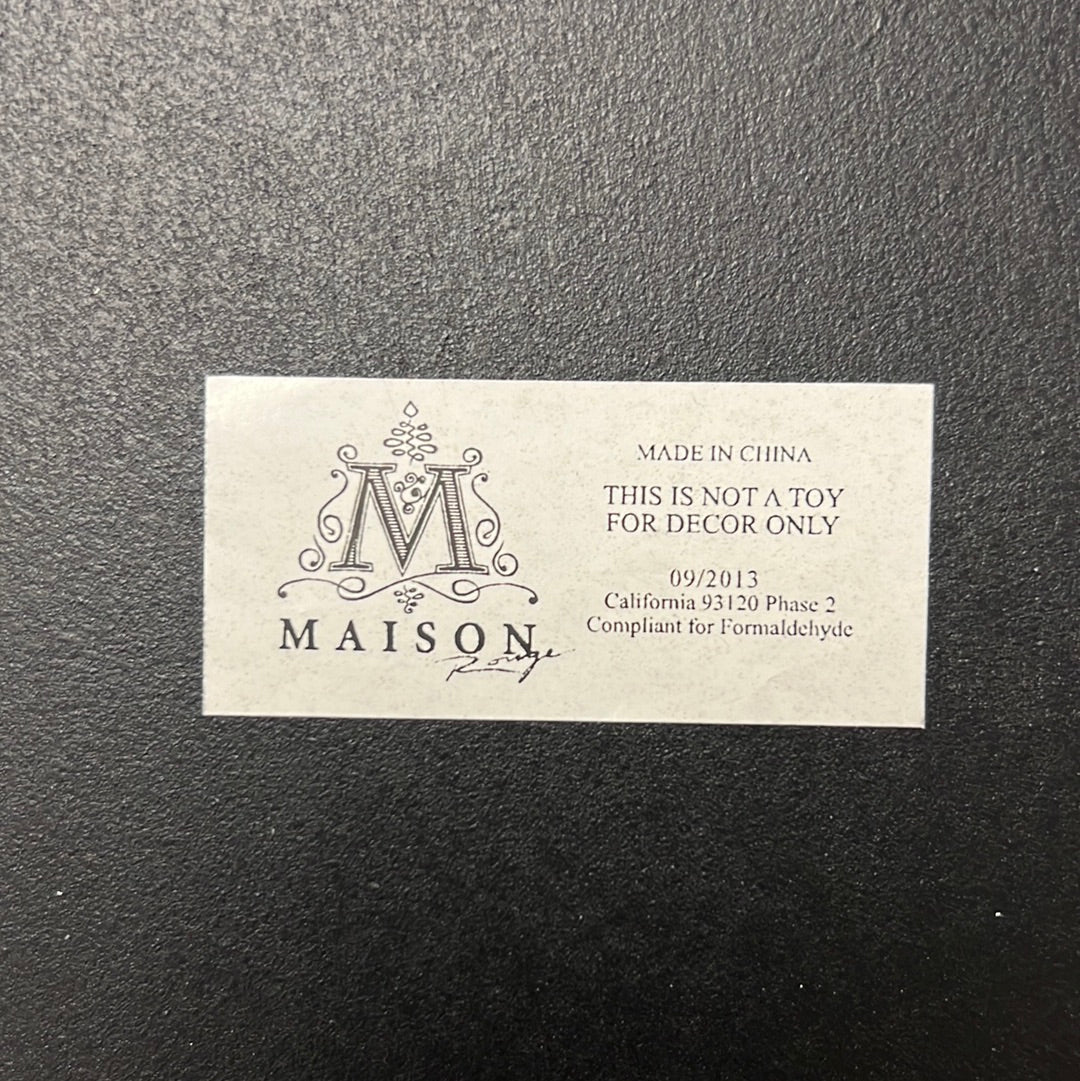 M
MAISON
Rouge
MADE IN CHINA
THIS IS NOT A TOY
FOR DECOR ONLY
09/2013
California 93120 Phase 2
Compliant for Formaldehyde